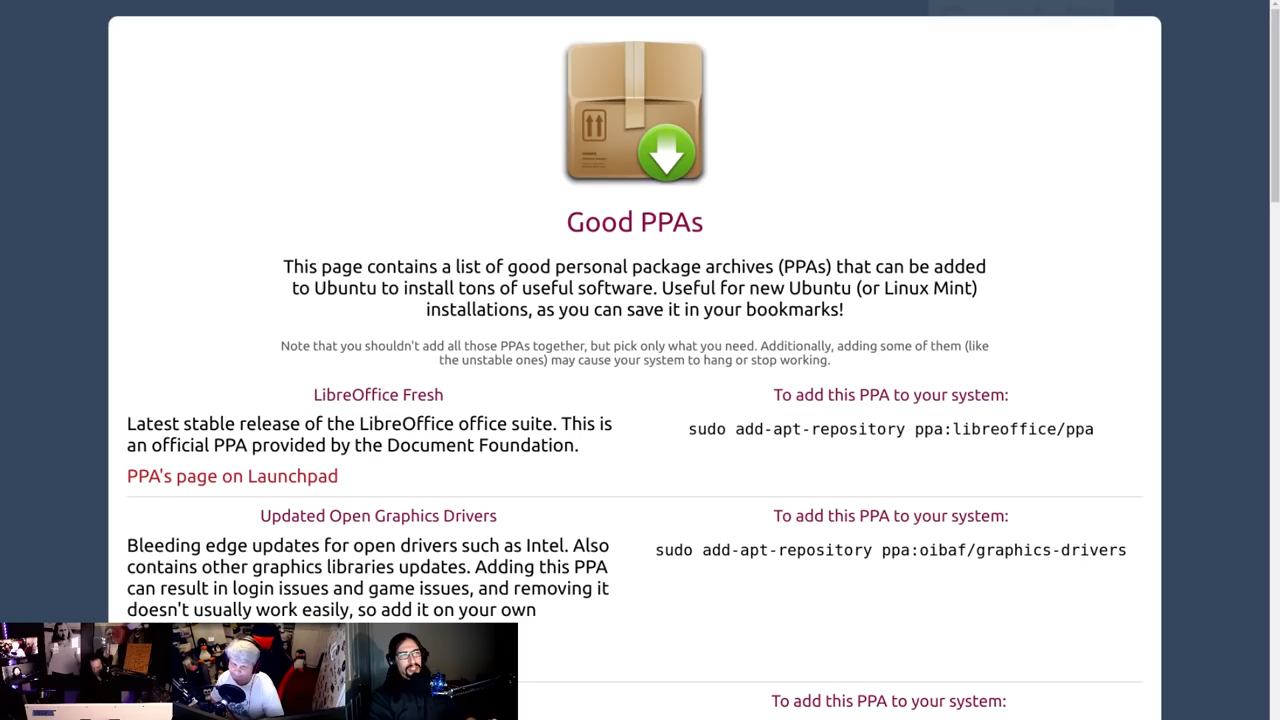 Good PPAs
This page contains a list of good personal package archives (PPAs) that can be added
to Ubuntu to install tons of useful software. Useful for new Ubuntu (or Linux Mint)
installations, as you can save it in your bookmarks!
Note that you shouldn't add all those PPAs together, but pick only what you need. Additionally, adding some of them (like
the unstable ones) may cause your system to hang or stop working.
LibreOffice Fresh
Latest stable release of the LibreOffice office suite. This is
an official PPA provided by the Document Foundation.
PPA's page on Launchpad
To add this PPA to your system:
sudo add-apt-repository ppa:libreoffice/ppa
Updated Open Graphics Drivers
Bleeding edge updates for open drivers such as Intel. Also
contains other graphics libraries updates. Adding this PPA
can result in login issues and game issues, and removing it
doesn't usually work easily, so add it on your own
To add this PPA to your system:
sudo add-apt-repository ppa:oibaf/graphics-drivers
To add this PPA to your system: